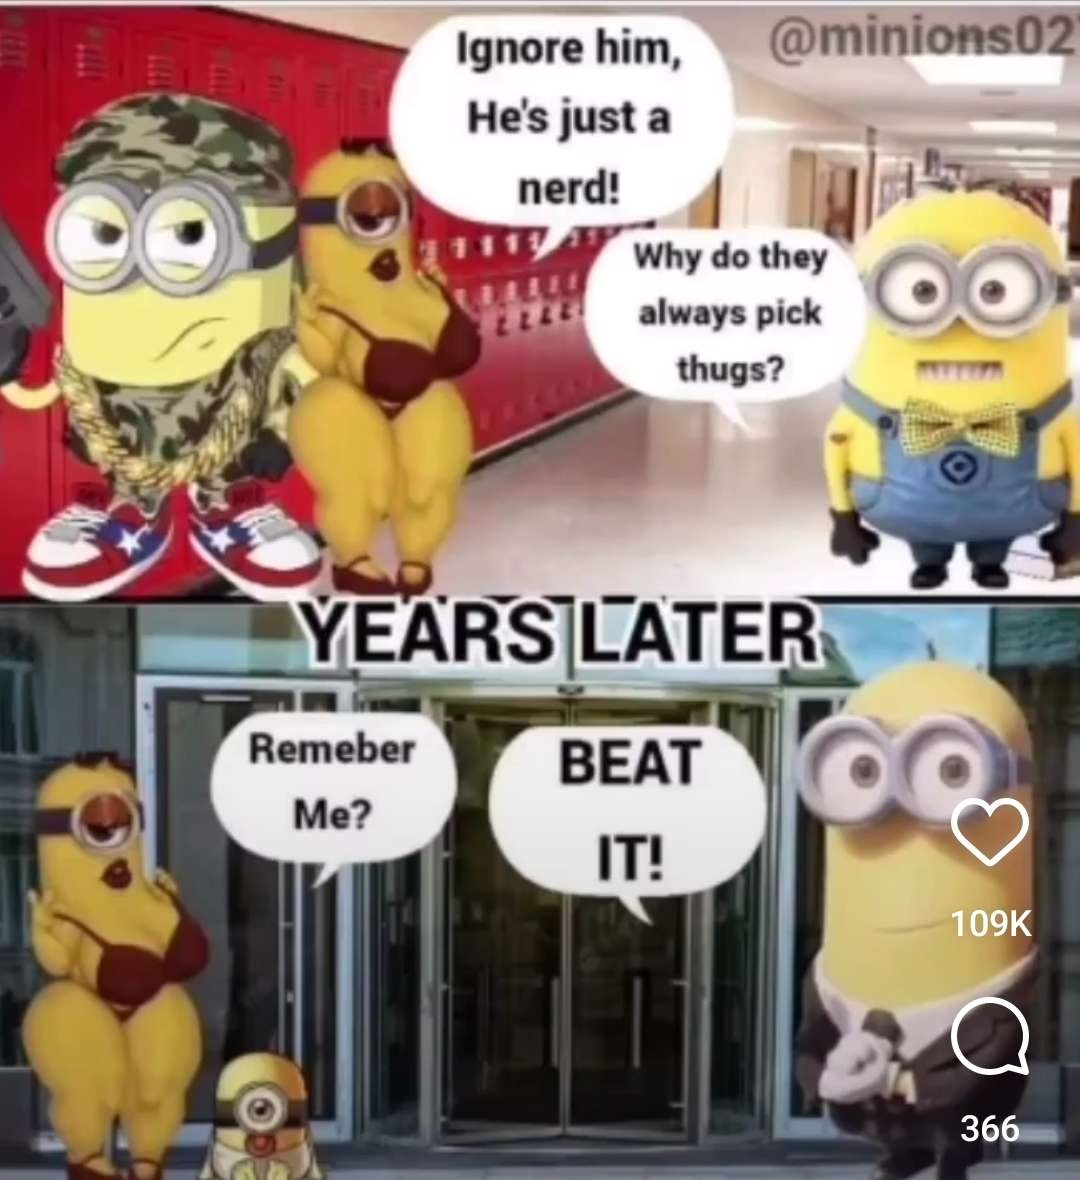 @minions02
Ignore him,
He's just a
nerd!
Why do they
always pick
thugs?
YEARS LATER
Remeber
Me?
BEAT
IT!
109K
366